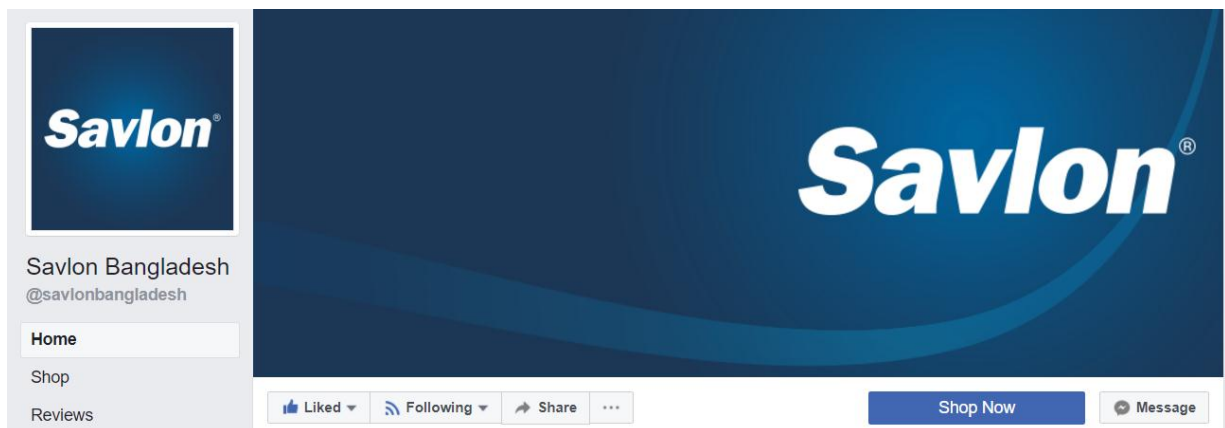 Savlon®
Savlon®
Savlon Bangladesh
@savlonbangladesh
Home
Shop
Reviews
Liked Following Share ... Shop Now Message